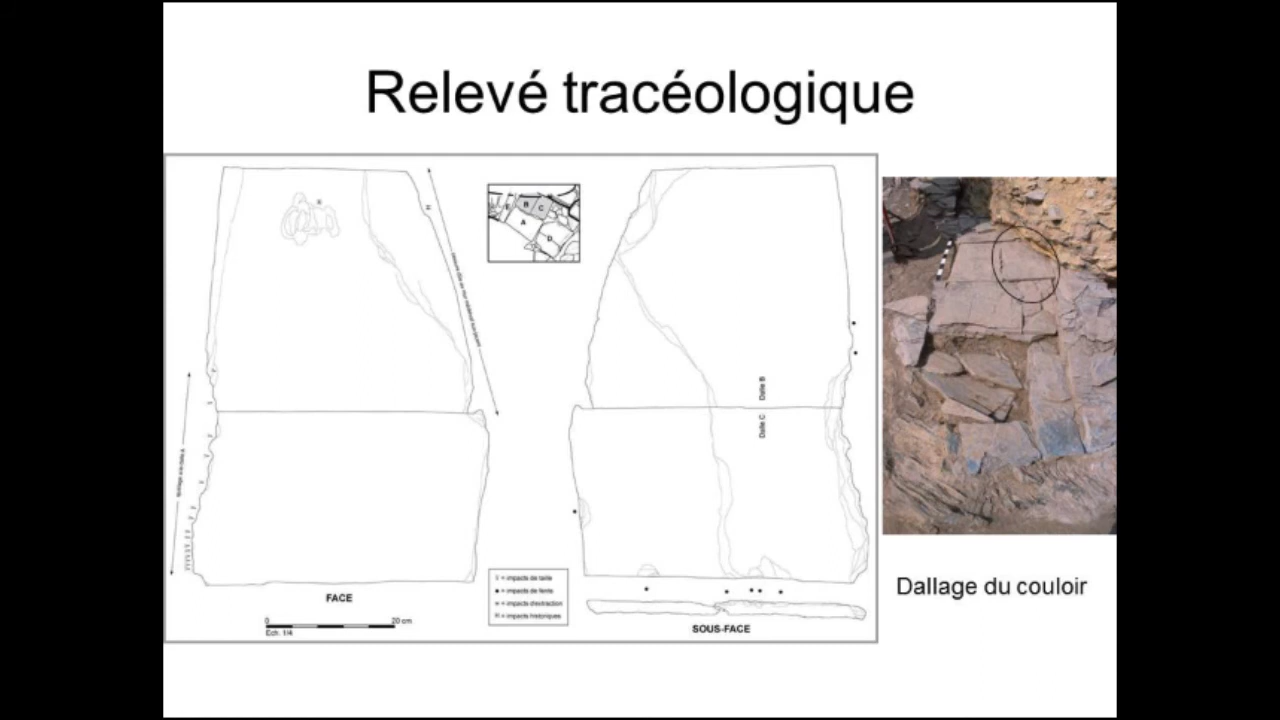 Relevé tracéologique
B
C
A
D
Dalle B
Dalle C
= impacts de taille
= impacts de fente
= impacts d'extraction
H = impacts historiques
FACE
0 20 cm
Ech. 1/4
SOUS-FACE
Dallage du couloir